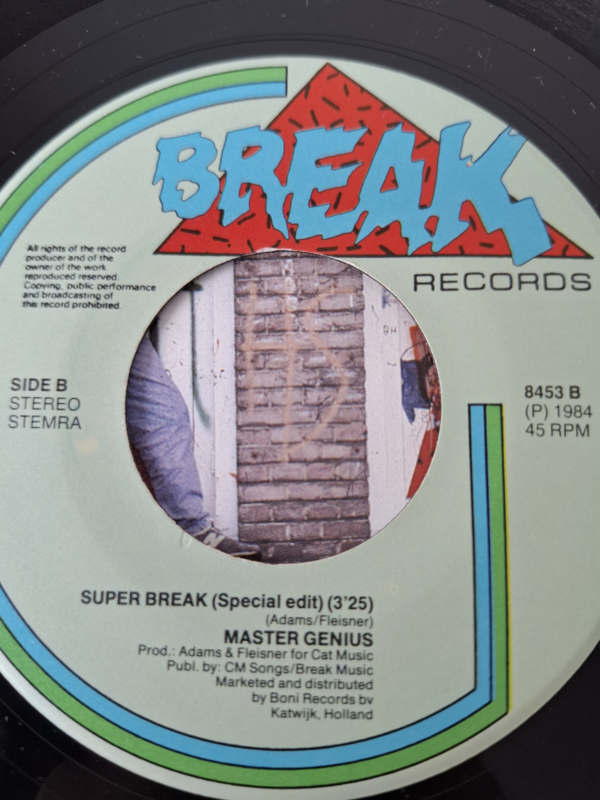 BREAK
RECORDS
All rights of the record
producer and of the
owner of the work
reproduced reserved.
Copying, public performance
and broadcasting of
this record prohibited.
SIDE B
STEREO
STEMRA
8453 B
(P) 1984
45 RPM
SUPER BREAK (Special edit) (3'25)
(Adams/Fleisner)
MASTER GENIUS
Prod.: Adams & Fleisner for Cat Music
Publ. by: CM Songs/Break Music
Marketed and distributed
by Boni Records bv
Katwijk, Holland